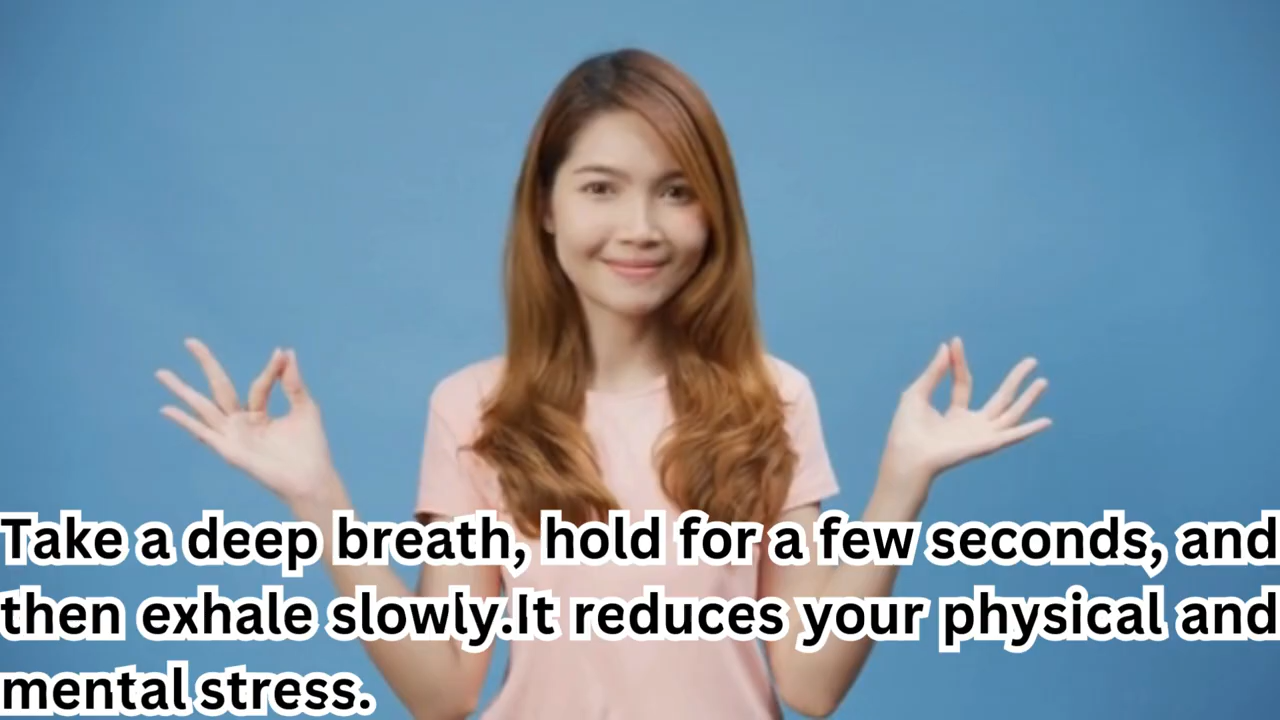 Take a deep breath, hold for a few seconds, and
then exhale slowly.It reduces your physical and
mental stress.